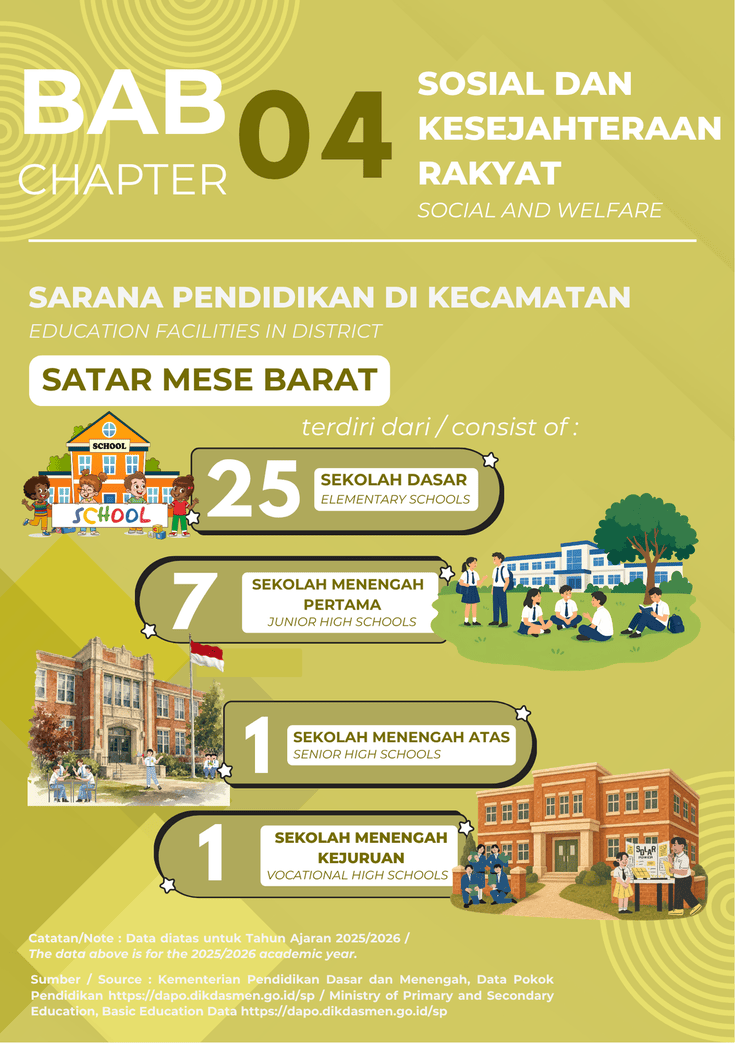 BAB
CHAPTER
04
SOSIAL DAN
KESEJAHTERAAN
RAKYAT
SOCIAL AND WELFARE
SARANA PENDIDIKAN DI KECAMATAN
EDUCATION FACILITIES IN DISTRICT
SATAR MESE BARAT
terdiri dari / consist of :
SCHOOL
SCHOOL
25
SEKOLAH DASAR
ELEMENTARY SCHOOLS
7
SEKOLAH MENENGAH
PERTAMA
JUNIOR HIGH SCHOOLS
1
SEKOLAH MENENGAH ATAS
SENIOR HIGH SCHOOLS
1
SEKOLAH MENENGAH
KEJURUAN
VOCATIONAL HIGH SCHOOLS
Catatan/Note : Data diatas untuk Tahun Ajaran 2025/2026 /
The data above is for the 2025/2026 academic year.
Sumber / Source : Kementerian Pendidikan Dasar dan Menengah, Data Pokok
Pendidikan https://dapo.dikdasmen.go.id/sp / Ministry of Primary and Secondary
Education, Basic Education Data https://dapo.dikdasmen.go.id/sp